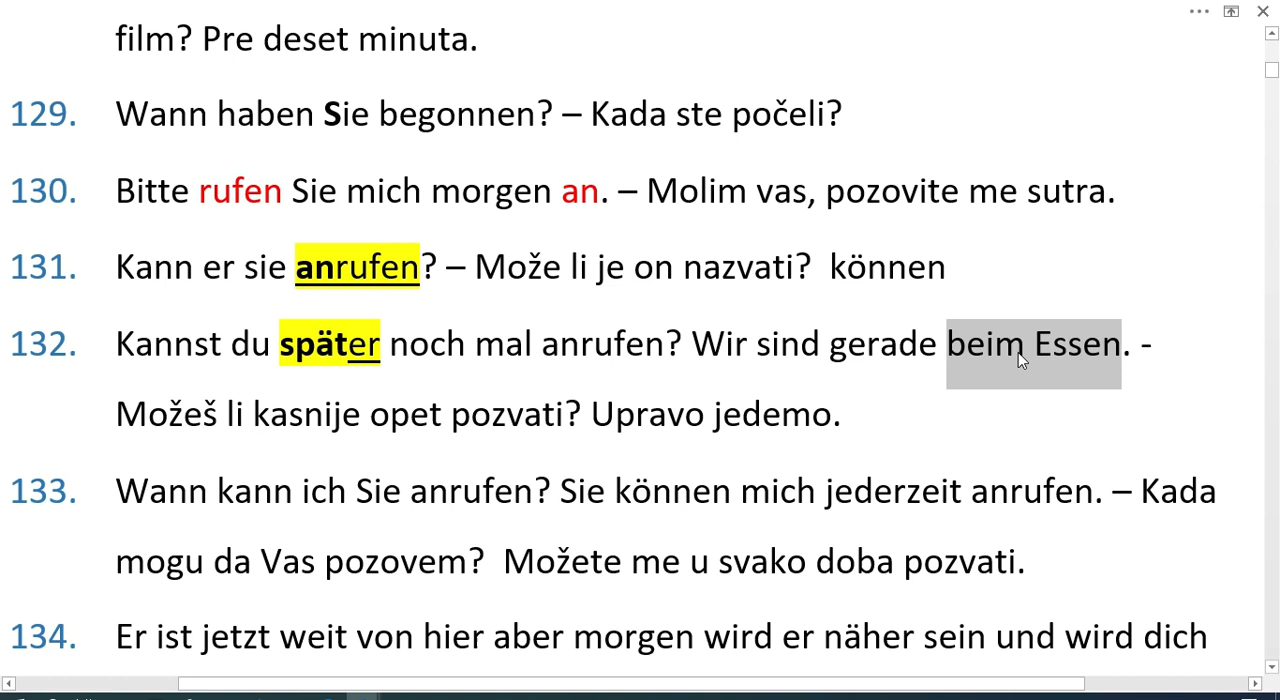 film? Pre deset minuta.
129. Wann haben Sie begonnen? – Kada ste počeli?
130. Bitte rufen Sie mich morgen an. – Molim vas, pozovite me sutra.
131. Kann er sie anrufen? – Može li je on nazvati?  können
132. Kannst du später noch mal anrufen? Wir sind gerade beim Essen. -
Možeš li kasnije opet pozvati? Upravo jedemo.
133. Wann kann ich Sie anrufen? Sie können mich jederzeit anrufen. – Kada
mogu da Vas pozovem?  Možete me u svako doba pozvati.
134. Er ist jetzt weit von hier aber morgen wird er näher sein und wird dich